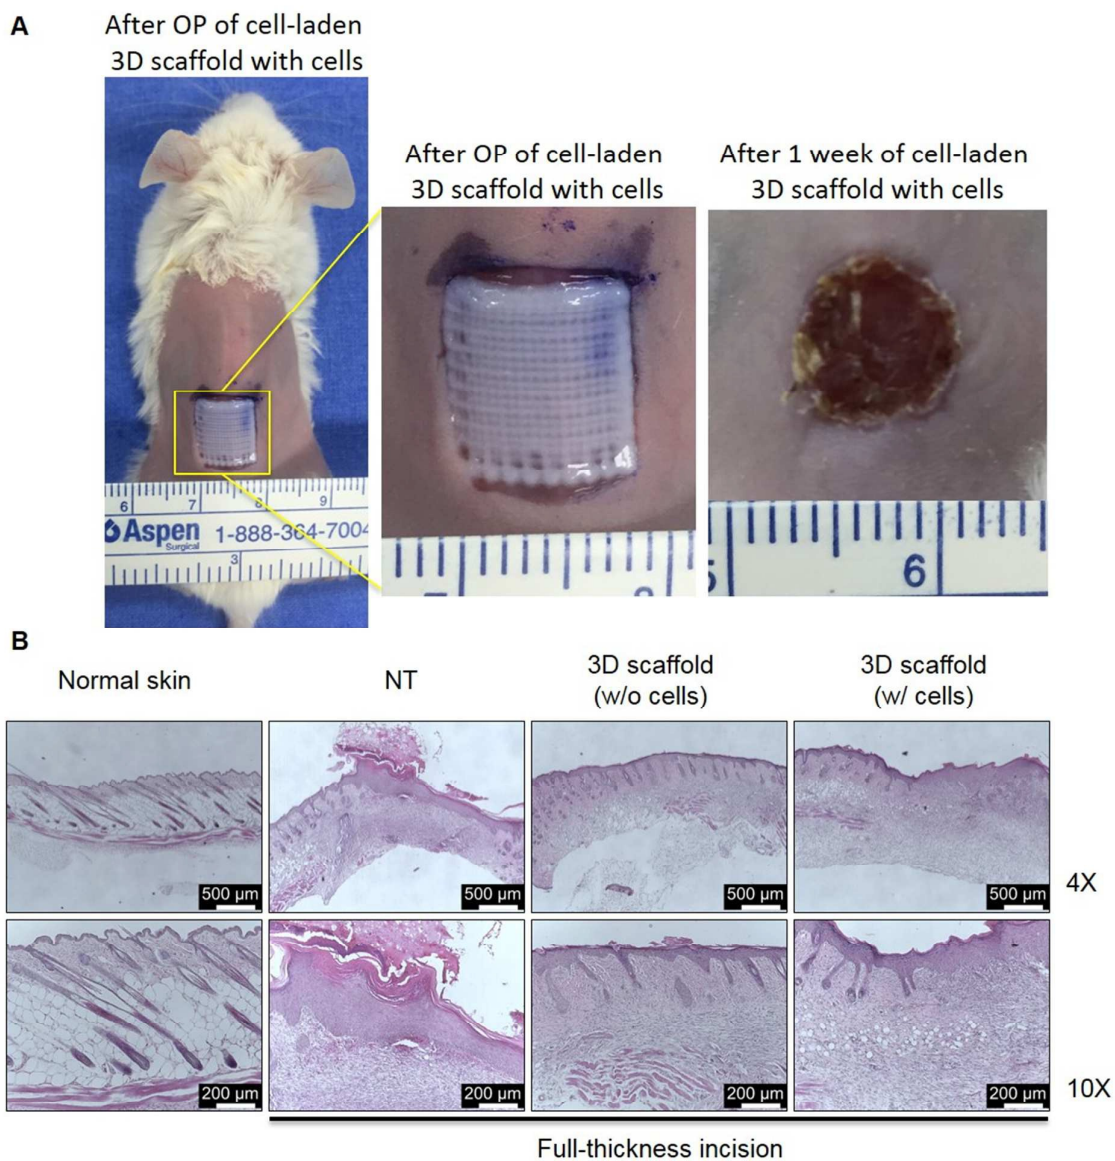 A
After OP of cell-laden
3D scaffold with cells
After OP of cell-laden
3D scaffold with cells
After 1 week of cell-laden
3D scaffold with cells
6 7 8 9
Aspen
Surgical
1-888-364-7004
3
6
B
Normal skin
NT
3D scaffold
(w/o cells)
3D scaffold
(w/ cells)
500 µm
500 µm
500 µm
500 µm
4X
200 µm
200 µm
200 µm
200 µm
10X
Full-thickness incision